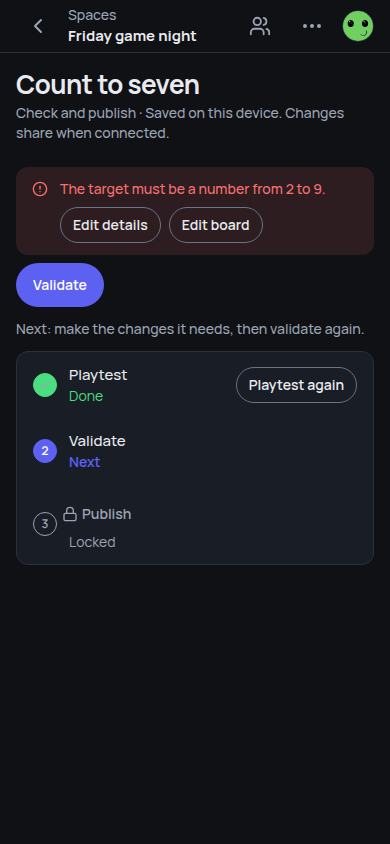 Spaces
Friday game night
Count to seven
Check and publish · Saved on this device. Changes
share when connected.
The target must be a number from 2 to 9.
Edit details
Edit board
Validate
Next: make the changes it needs, then validate again.
Playtest
Done
Playtest again
2
Validate
Next
3
Publish
Locked